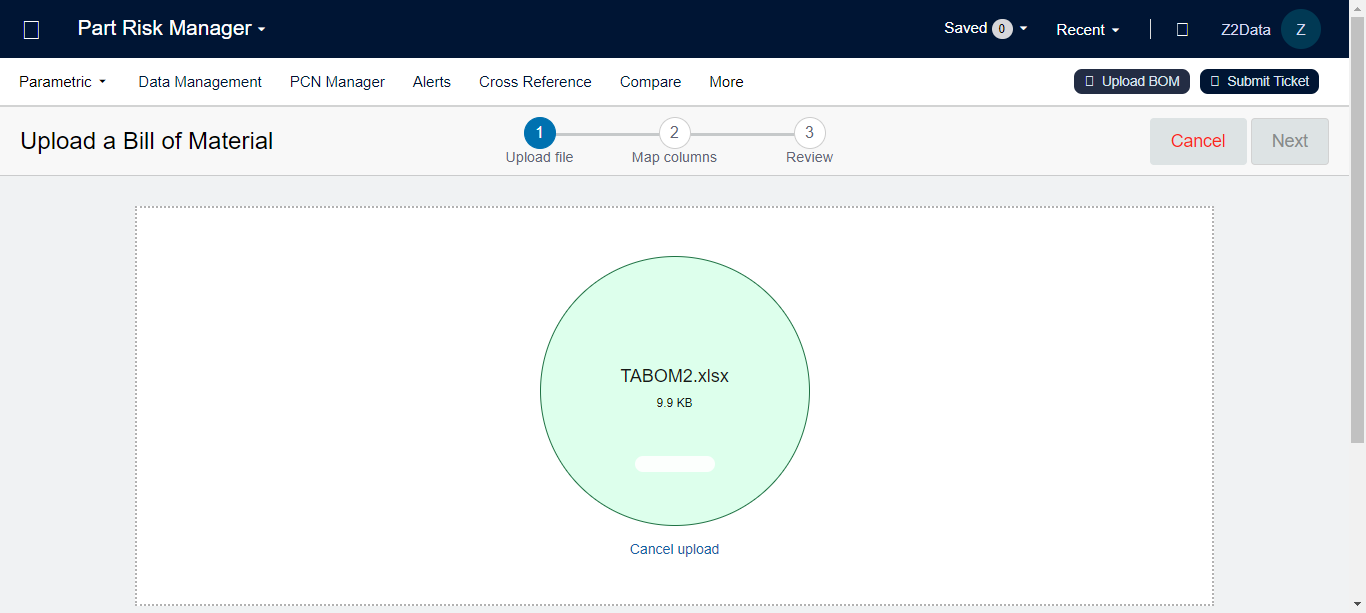 Part Risk Manager
Saved 0
Recent
Z2Data
Z
Parametric
Data Management
PCN Manager
Alerts
Cross Reference
Compare
More
Upload BOM
Submit Ticket
Upload a Bill of Material
1
Upload file
2
Map columns
3
Review
Cancel
Next
TABOM2.xlsx
9.9 KB
Cancel upload